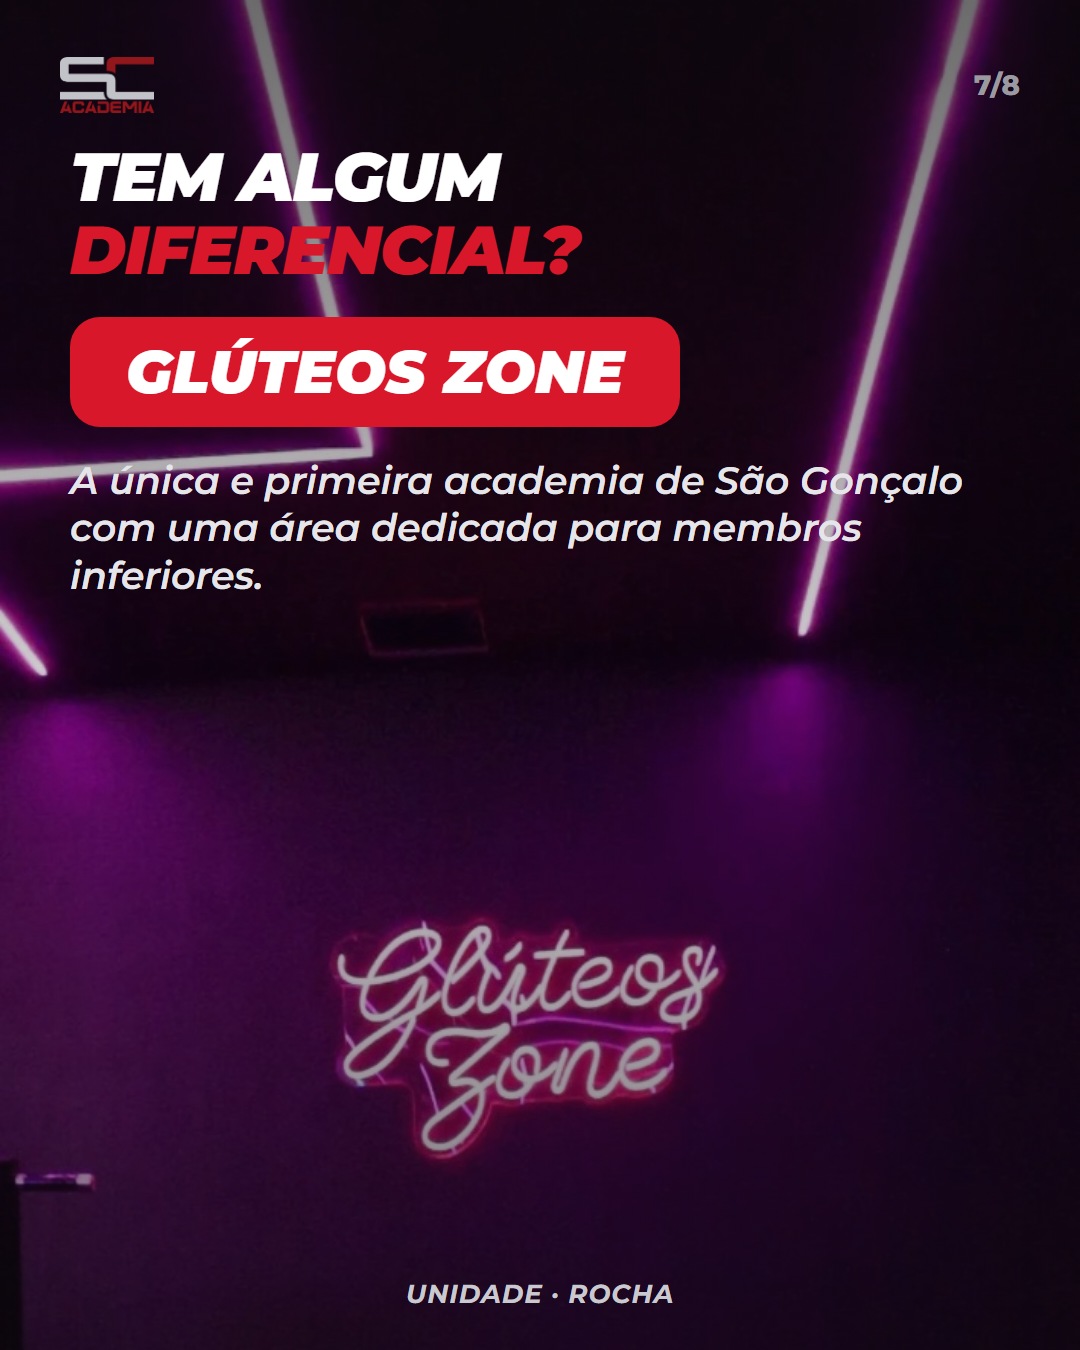 SC
ACADEMIA
7/8
TEM ALGUM
DIFERENCIAL?
GLÚTEOS ZONE
A única e primeira academia de São Gonçalo
com uma área dedicada para membros
inferiores.
Glúteos
Zone
UNIDADE · ROCHA